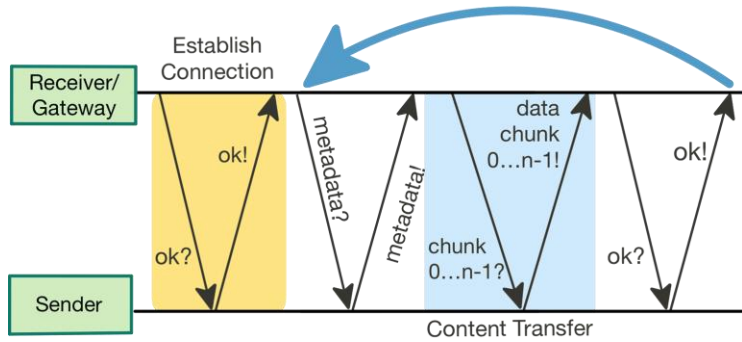 Establish
Connection
Receiver/
Gateway
ok?
ok!
metadata?
metadata!
chunk
0...n-1?
data
chunk
0...n-1!
ok?
ok!
Sender
Content Transfer